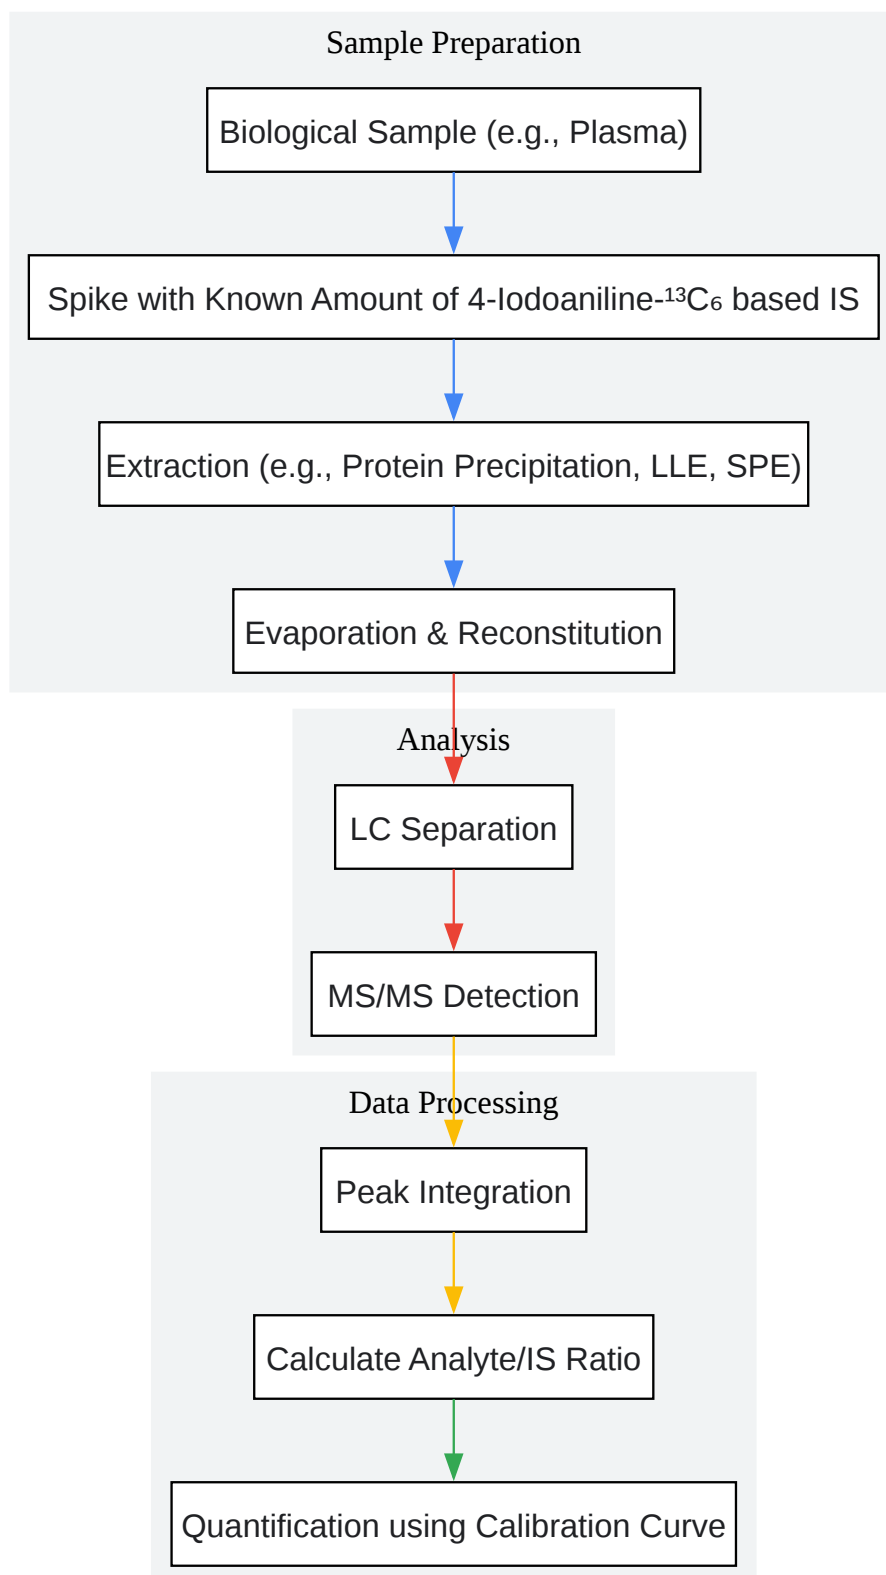 Sample Preparation
Biological Sample (e.g., Plasma)
Spike with Known Amount of 4-Iodoaniline-¹³C₆ based IS
Extraction (e.g., Protein Precipitation, LLE, SPE)
Evaporation & Reconstitution
Analysis
LC Separation
MS/MS Detection
Data Processing
Peak Integration
Calculate Analyte/IS Ratio
Quantification using Calibration Curve